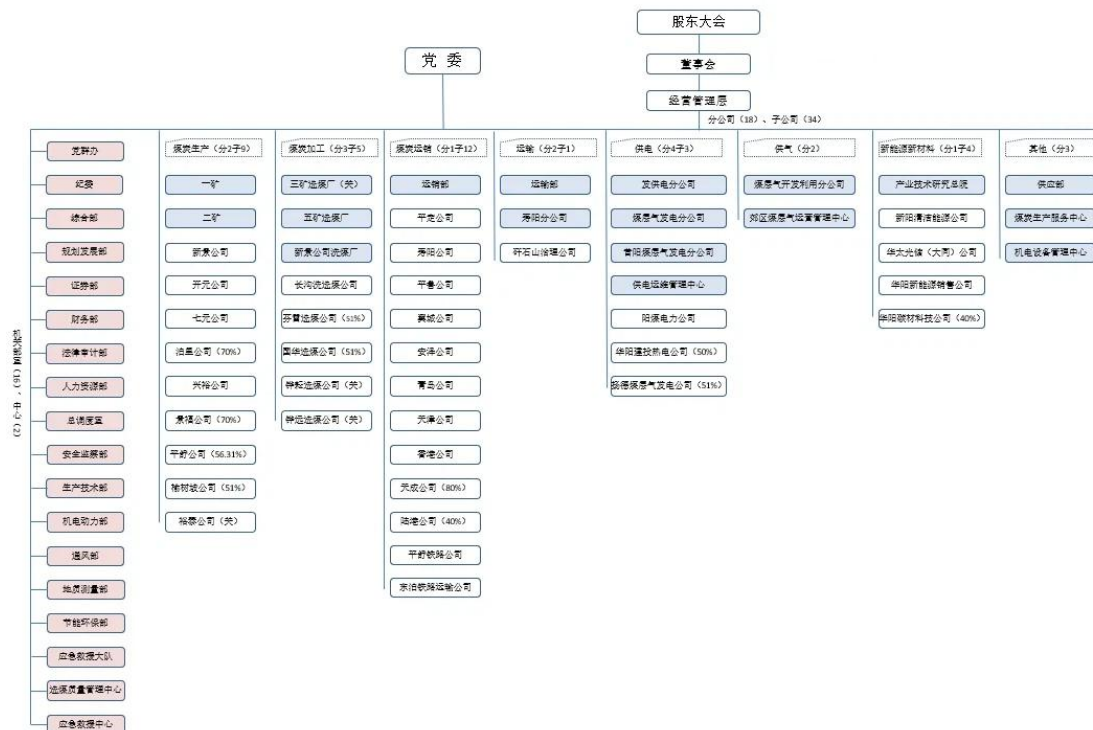 股东大会
党 委
董事会
经营管理层
分公司（18）、子公司（34）
机关部室（16）、中心（2）
党群办
纪委
综合部
规划发展部
证券部
财务部
法律审计部
人力资源部
总调度室
安全监察部
生产技术部
机电动力部
通风部
地质测量部
节能环保部
应急救援大队
选煤质量管理中心
应急救援中心
煤炭生产（分2子9）
一矿
二矿
新景公司
开元公司
七元公司
泊里公司（70%）
兴裕公司
景福公司（70%）
平舒公司（56.31%）
榆树坡公司（51%）
裕泰公司（关）
煤炭加工（分3子5）
三矿选煤厂（关）
五矿选煤厂
新景公司洗煤厂
长沟洗选煤公司
芬雷选煤公司（51%）
国华选煤公司（51%）
煤炭运销（分1子12）
运销部
平定公司
寿阳公司
平鲁公司
襄城公司
安泽公司
青岛公司
天津公司
香港公司
天成公司（80%）
陆港公司（40%）
平舒铁路公司
东泊铁路运输公司
运输（分2子1）
运输部
寿阳分公司
矸石山治理公司
供电（分4子3）
发供电分公司
煤层气发电分公司
昔阳煤层气发电分公司
供电运维管理中心
阳煤电力公司
华阳建投热电公司（50%）
扬德煤层气发电公司（51%）
供气（分2）
煤层气开发利用分公司
郊区煤层气运营管理中心
新能源新材料（分1子4）
产业技术研究总院
新阳清洁能源公司
华太光储（大同）公司
华阳新能源销售公司
华阳碳材科技公司（40%）
其他（分3）
供应部
煤炭生产服务中心
机电设备管理中心